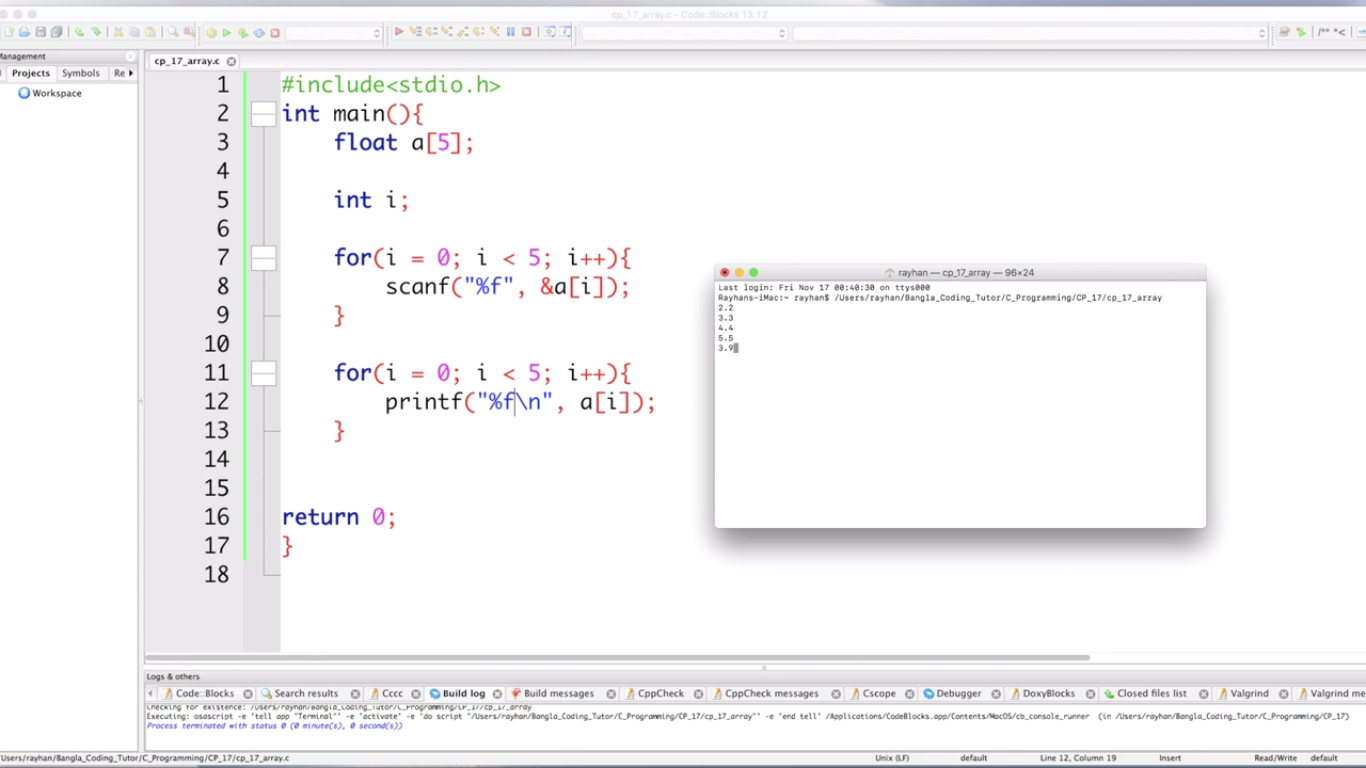 cp_17_array.c - Code::Blocks 13.12
Management
Projects Symbols Re
Workspace
cp_17_array.c
1 #include<stdio.h>
2 int main(){
3 float a[5];
4
5 int i;
6
7 for(i = 0; i < 5; i++){
8 scanf("%f", &a[i]);
9 }
10
11 for(i = 0; i < 5; i++){
12 printf("%f\n", a[i]);
13 }
14
15
16 return 0;
17 }
18
rayhan — cp_17_array — 96×24
Last login: Fri Nov 17 00:40:30 on ttys000
Rayhans-iMac:~ rayhan$ /Users/rayhan/Bangla_Coding_Tutor/C_Programming/CP_17/cp_17_array
2.2
3.3
4.4
5.5
3.9
Logs & others
Code::Blocks Search results Cccc Build log Build messages CppCheck CppCheck messages Cscope Debugger DoxyBlocks Closed files list Valgrind Valgrind me
Checking for existence: /Users/rayhan/Bangla_Coding_Tutor/C_Programming/CP_17/cp_17_array
Executing: osascript -e 'tell app "Terminal"' -e 'activate' -e 'do script "/Users/rayhan/Bangla_Coding_Tutor/C_Programming/CP_17/cp_17_array"' -e 'end tell' /Applications/CodeBlocks.app/Contents/MacOS/cb_console_runner (in /Users/rayhan/Bangla_Coding_Tutor/C_Programming/CP_17)
Process terminated with status 0 (0 minute(s), 0 second(s))
Users/rayhan/Bangla_Coding_Tutor/C_Programming/CP_17/cp_17_array.c Unix (LF) default Line 12, Column 19 Insert Read/Write default